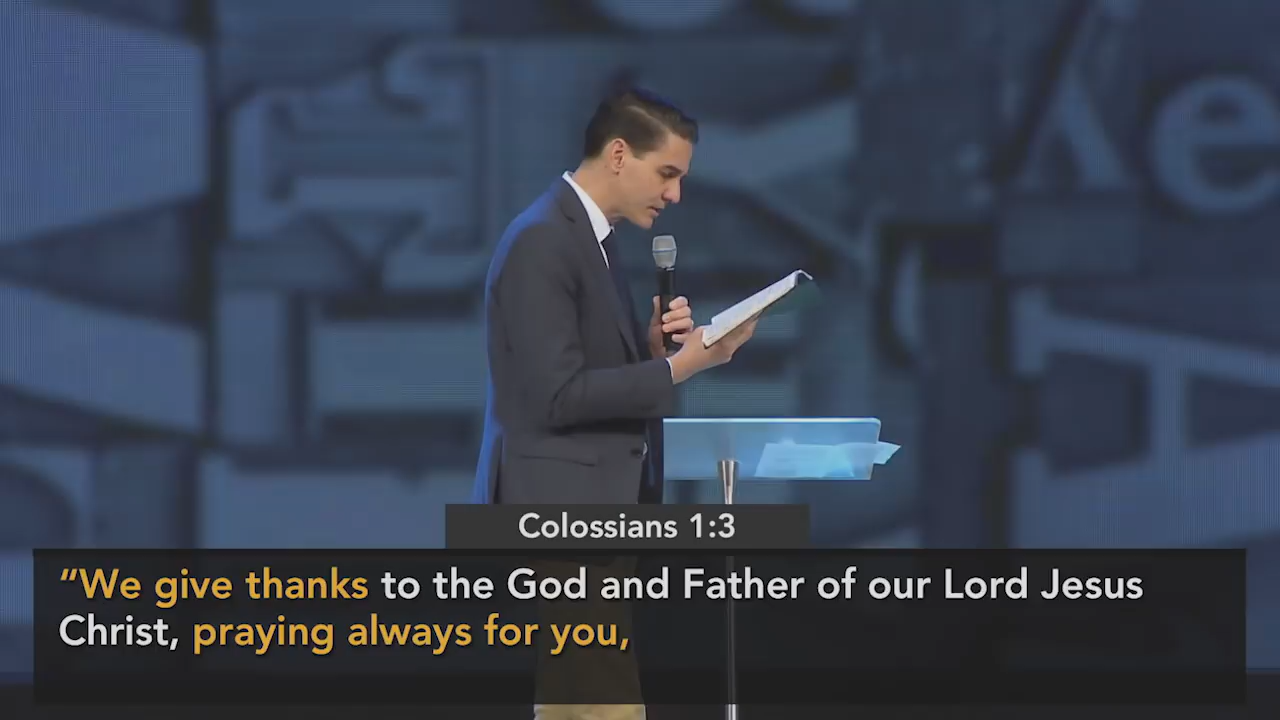 Colossians 1:3
“We give thanks to the God and Father of our Lord Jesus
Christ, praying always for you,